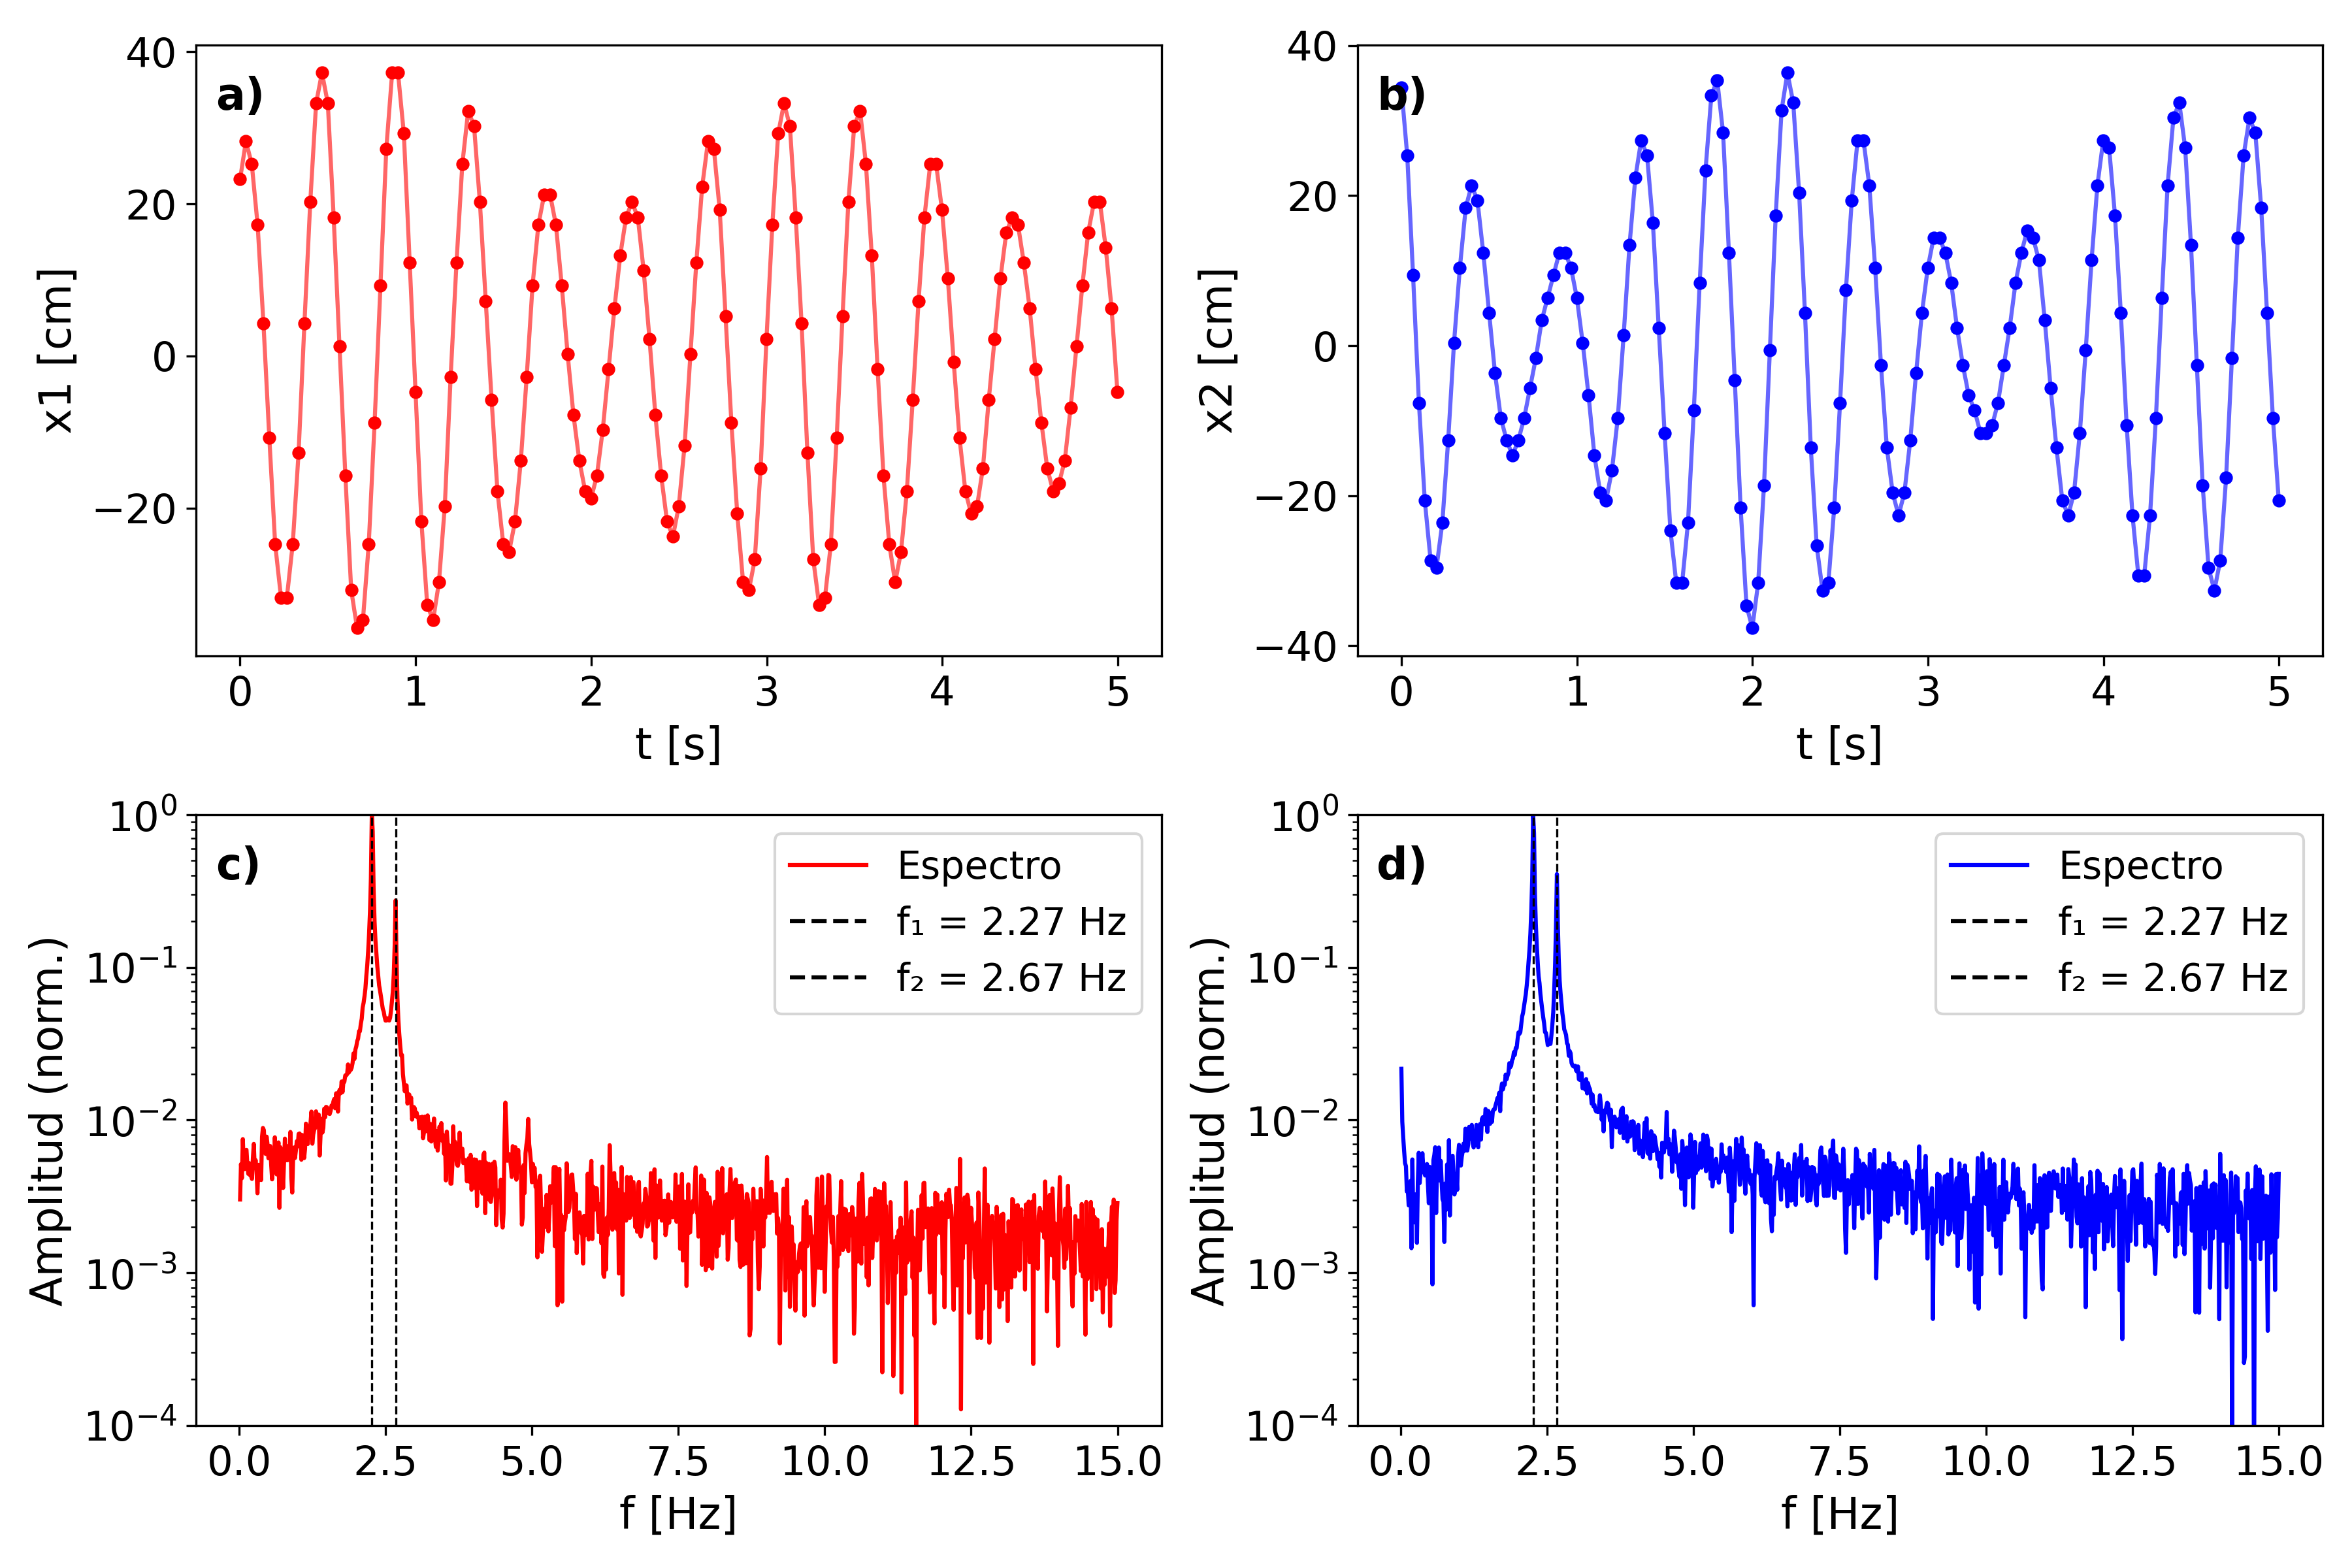 a)
40
20
0
−20
x1 [cm]
0 1 2 3 4 5
t [s]
b)
40
20
0
−20
−40
x2 [cm]
0 1 2 3 4 5
t [s]
c)
Espectro
f₁ = 2.27 Hz
f₂ = 2.67 Hz
10⁰
10⁻¹
10⁻²
10⁻³
10⁻⁴
Amplitud (norm.)
0.0 2.5 5.0 7.5 10.0 12.5 15.0
f [Hz]
d)
Espectro
f₁ = 2.27 Hz
f₂ = 2.67 Hz
10⁰
10⁻¹
10⁻²
10⁻³
10⁻⁴
Amplitud (norm.)
0.0 2.5 5.0 7.5 10.0 12.5 15.0
f [Hz]